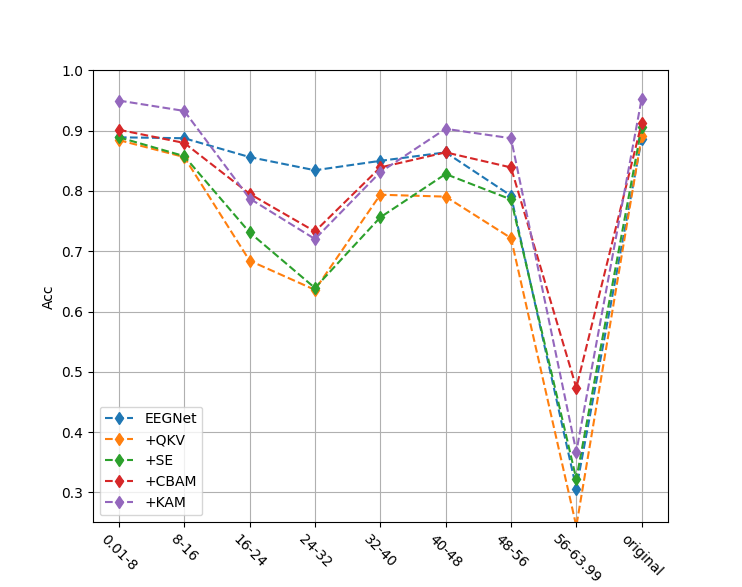 1.0
0.9
0.8
0.7
0.6
0.5
0.4
0.3
Acc
EEGNet
+QKV
+SE
+CBAM
+KAM
0.01-8
8-16
16-24
24-32
32-40
40-48
48-56
56-63.99
original